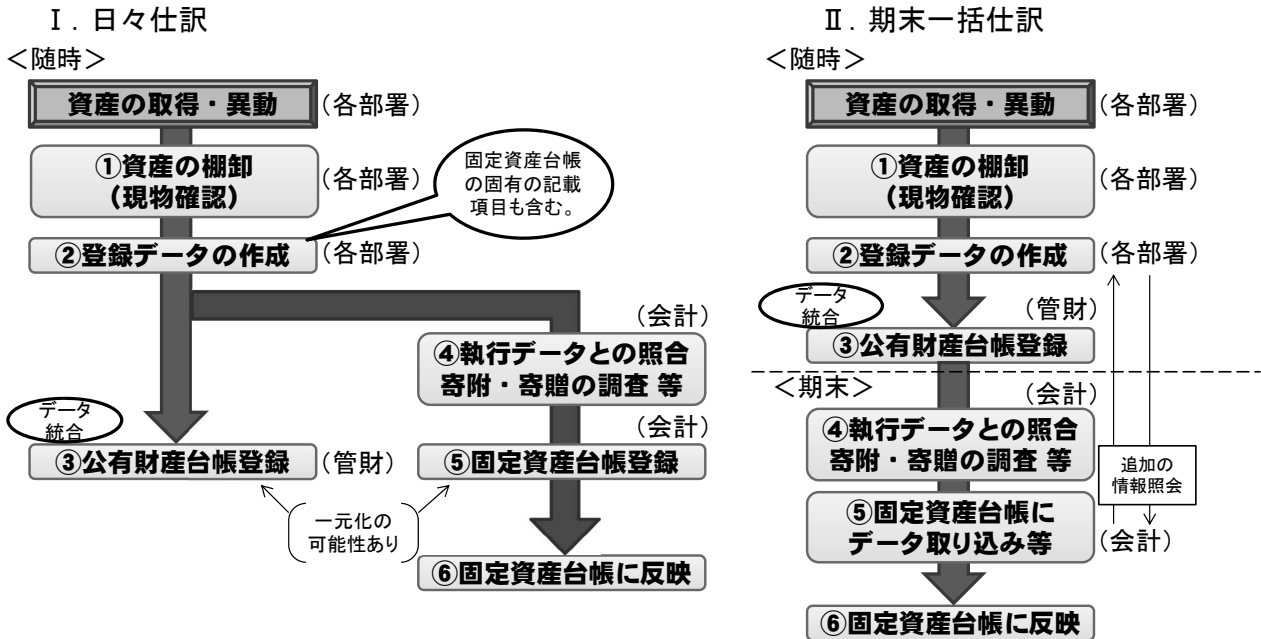 Ⅰ．日々仕訳
＜随時＞
資産の取得・異動
（各部署）
①資産の棚卸
（現物確認）
（各部署）
固定資産台帳
の固有の記載
項目も含む。
②登録データの作成
（各部署）
（会計）
④執行データとの照合
寄附・寄贈の調査 等
データ
統合
（会計）
③公有財産台帳登録
（管財）
⑤固定資産台帳登録
一元化の
可能性あり
⑥固定資産台帳に反映
Ⅱ．期末一括仕訳
＜随時＞
資産の取得・異動
（各部署）
①資産の棚卸
（現物確認）
（各部署）
②登録データの作成
（各部署）
データ
統合
（管財）
③公有財産台帳登録
＜期末＞
（会計）
④執行データとの照合
寄附・寄贈の調査 等
追加の
情報照会
⑤固定資産台帳に
データ取り込み等
（会計）
⑥固定資産台帳に反映